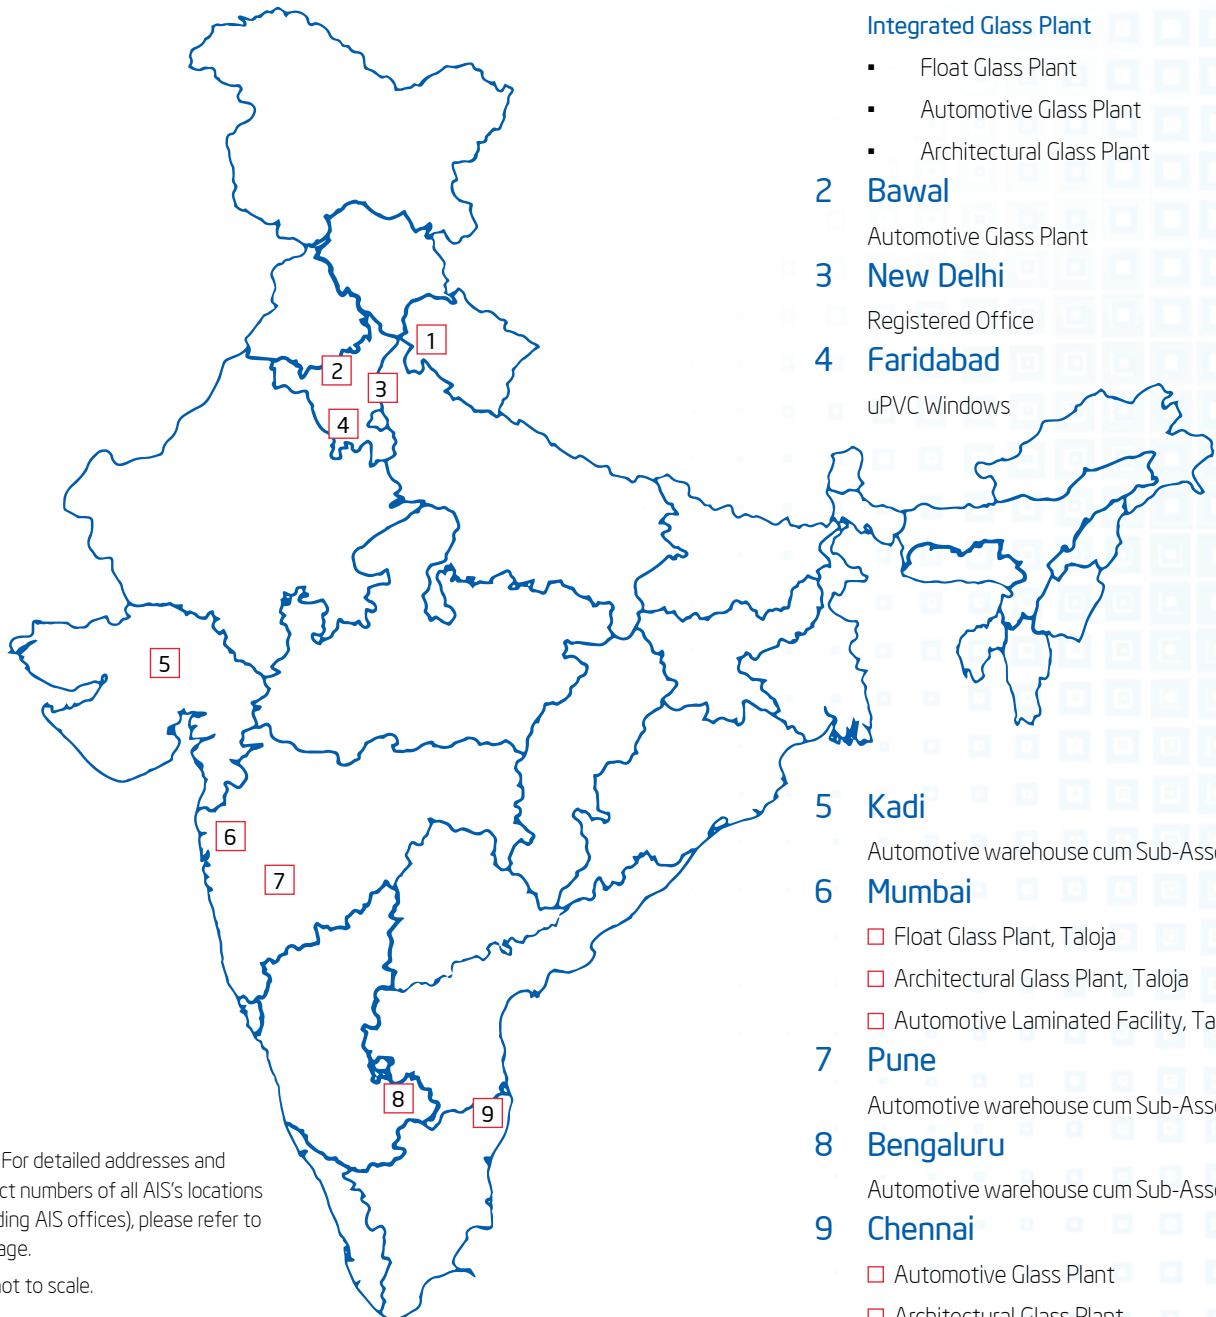 Integrated Glass Plant
▪ Float Glass Plant
▪ Automotive Glass Plant
▪ Architectural Glass Plant
2 Bawal
Automotive Glass Plant
3 New Delhi
Registered Office
4 Faridabad
uPVC Windows
1
2
3
4
5
6
7
8
9
5 Kadi
Automotive warehouse cum Sub-Asse
6 Mumbai
Float Glass Plant, Taloja
Architectural Glass Plant, Taloja
Automotive Laminated Facility, Ta
7 Pune
Automotive warehouse cum Sub-Asse
8 Bengaluru
Automotive warehouse cum Sub-Asse
9 Chennai
Automotive Glass Plant
Architectural Glass Plant
For detailed addresses and
ct numbers of all AIS's locations
ding AIS offices), please refer to
age.
not to scale.